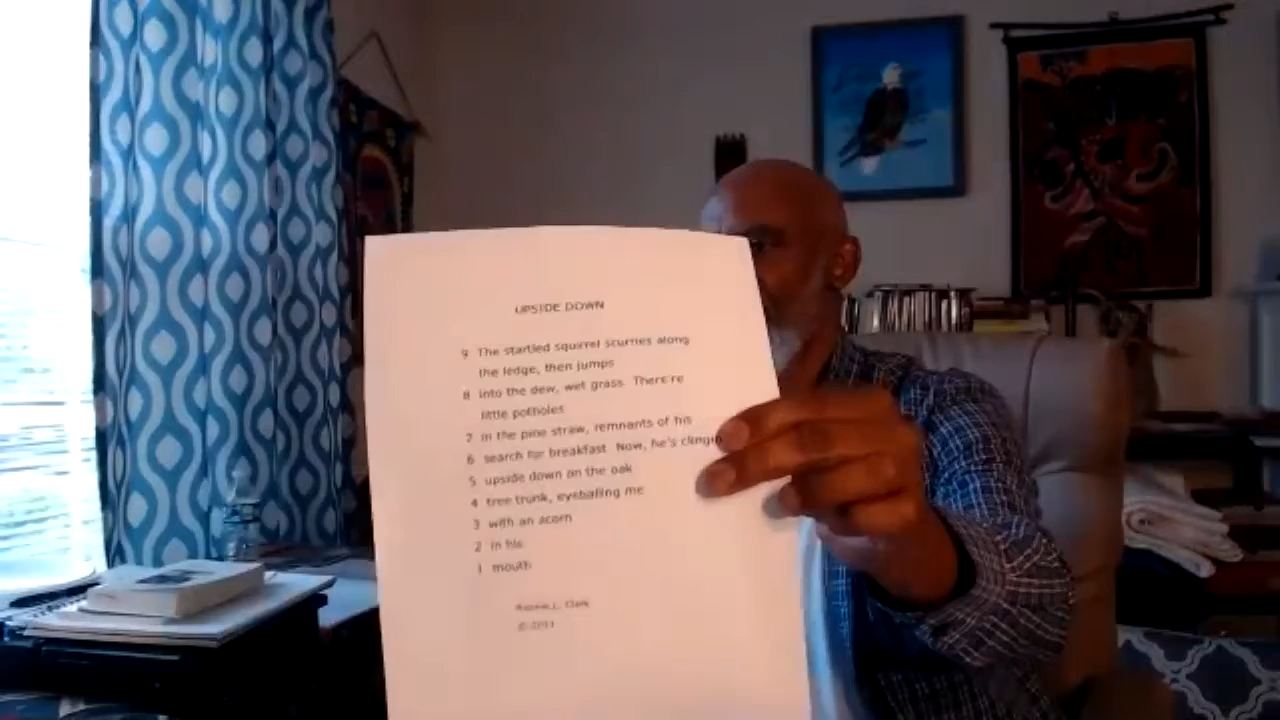 UPSIDE DOWN
9 The startled squirrel scurries along
the ledge, then jumps
8 into the dew, wet grass. There're
little potholes
7 in the pine straw, remnants of his
6 search for breakfast. Now, he's clingin
5 upside down on the oak
4 tree trunk, eyeballing me
3 with an acorn
2 in his
1 mouth
L. Clark
©